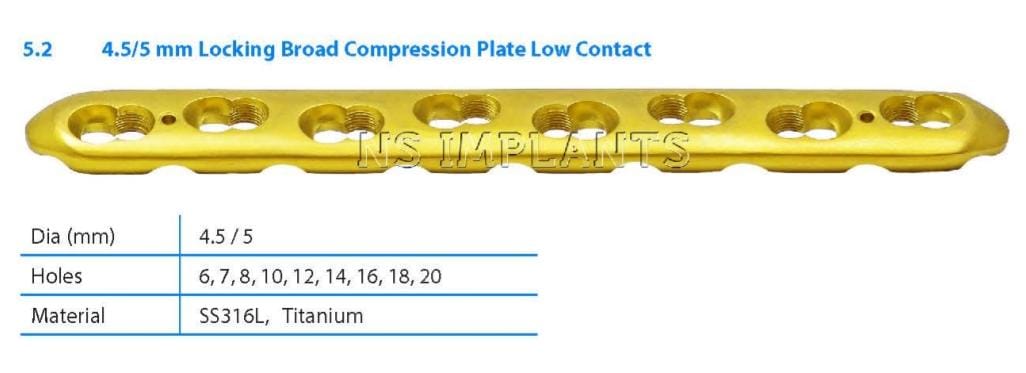 5.2 4.5/5 mm Locking Broad Compression Plate Low Contact
NS IMPLANTS
Dia (mm) 4.5 / 5
Holes 6, 7, 8, 10, 12, 14, 16, 18, 20
Material SS316L, Titanium